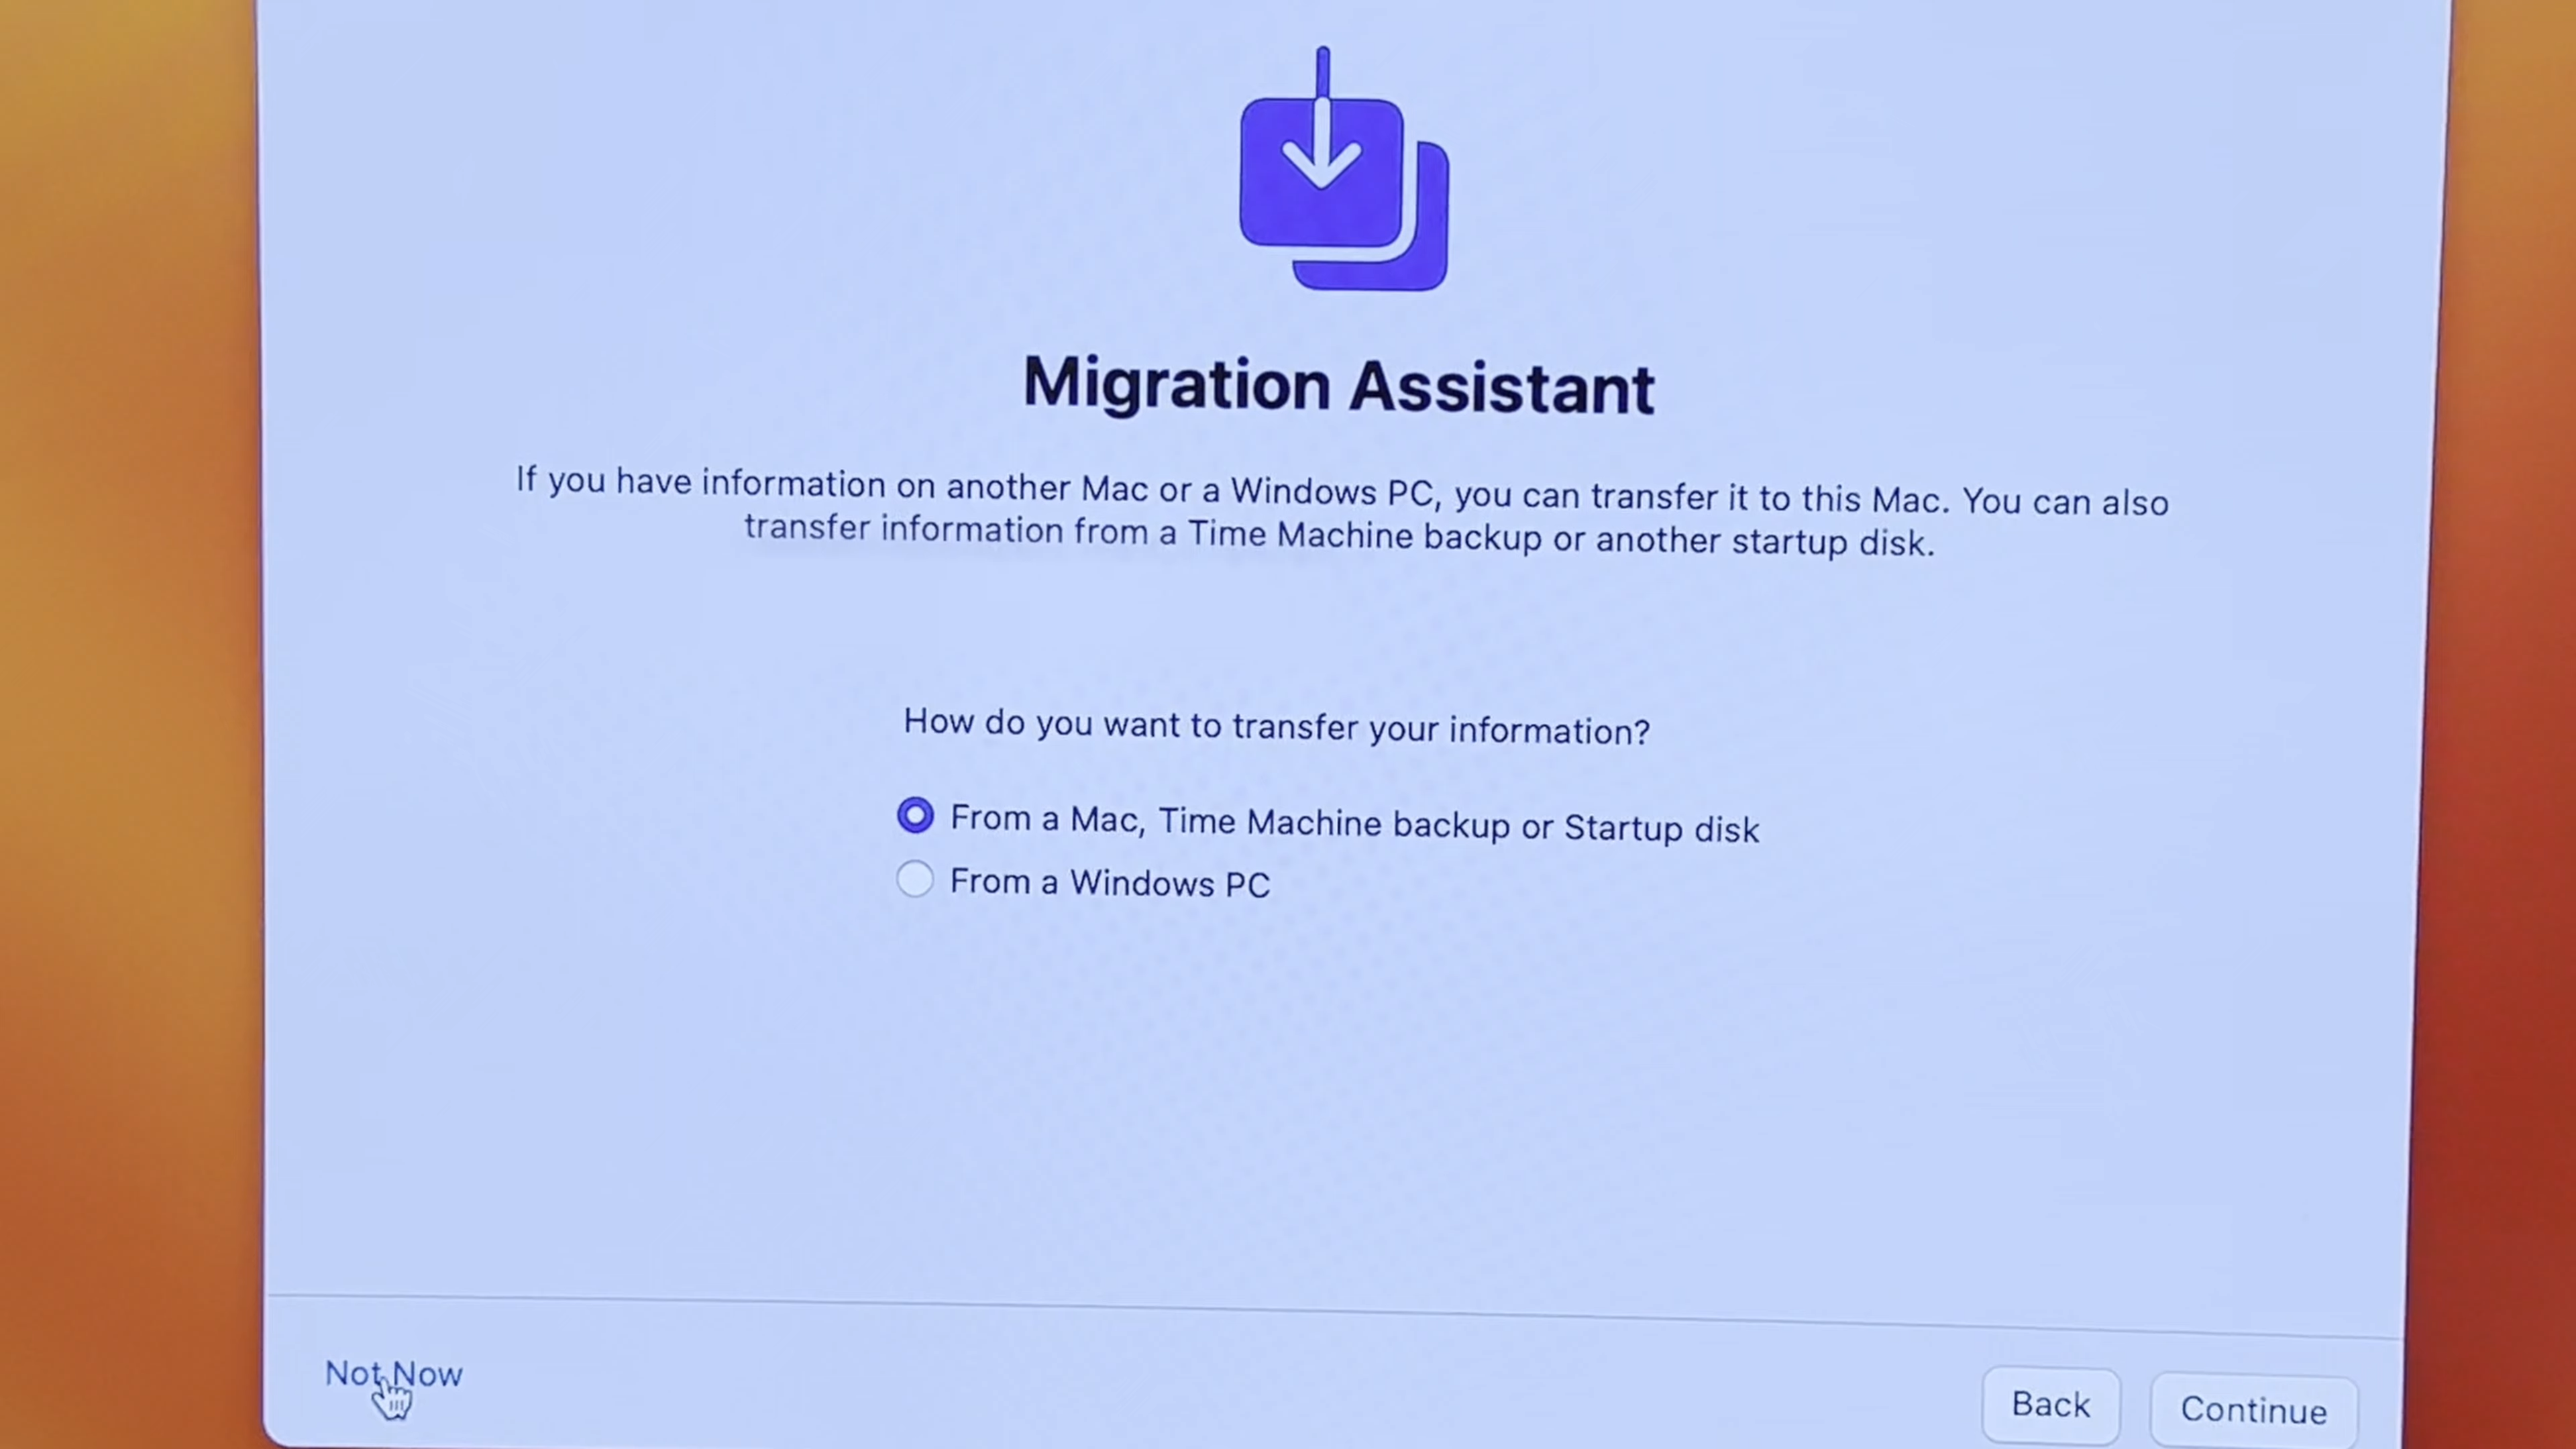 Migration Assistant
If you have information on another Mac or a Windows PC, you can transfer it to this Mac. You can also
transfer information from a Time Machine backup or another startup disk.
How do you want to transfer your information?
From a Mac, Time Machine backup or Startup disk
From a Windows PC
Not Now
Back
Continue